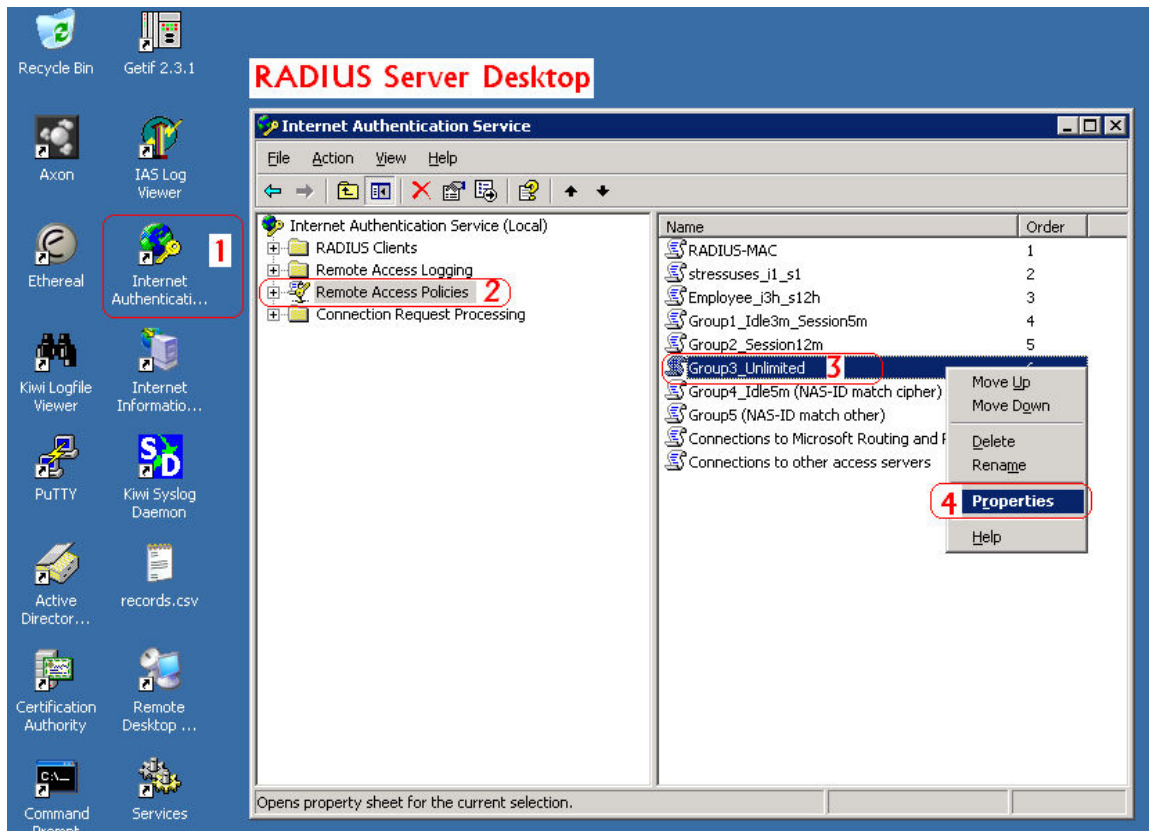 Recycle Bin
Getif 2.3.1
RADIUS Server Desktop
Axon
IAS Log
Viewer
Ethereal
Internet
Authenticati...
1
Kiwi Logfile
Viewer
Internet
Informatio...
PuTTY
Kiwi Syslog
Daemon
Active
Director...
records.csv
Certification
Authority
Remote
Desktop ...
C:\_
Command
Prompt
Services
Internet Authentication Service
File Action View Help
Internet Authentication Service (Local)
RADIUS Clients
Remote Access Logging
Remote Access Policies 2
Connection Request Processing
Name Order
RADIUS-MAC 1
stressuses_i1_s1 2
Employee_i3h_s12h 3
Group1_Idle3m_Session5m 4
Group2_Session12m 5
Group3_Unlimited 3
Group4_Idle5m (NAS-ID match cipher)
Group5 (NAS-ID match other)
Connections to Microsoft Routing and
Connections to other access servers
Move Up
Move Down
Delete
Rename
4 Properties
Help
Opens property sheet for the current selection.